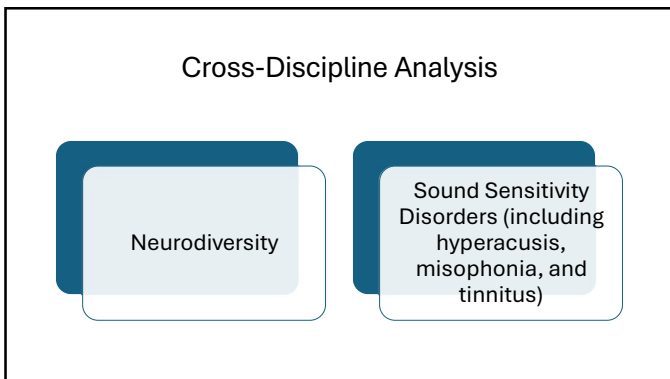 Cross-Discipline Analysis
Neurodiversity
Sound Sensitivity
Disorders (including
hyperacusis,
misophonia, and
tinnitus)